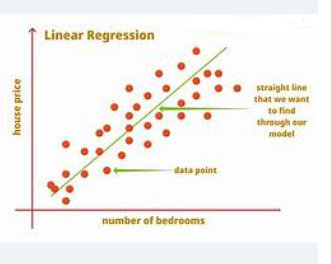 Linear Regression
house price
straight line
that we want
to find
through our
model
data point
number of bedrooms